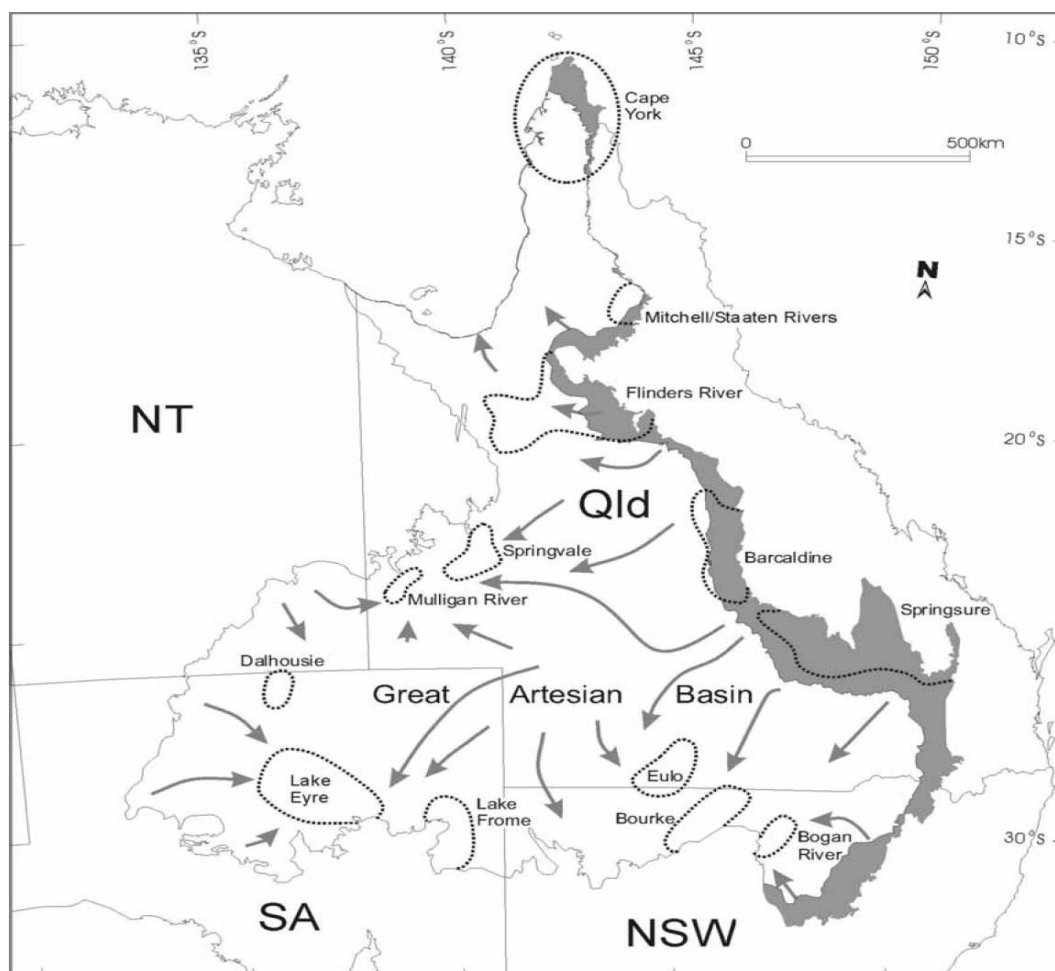 135°S
140°S
145°S
150°S
10°S
Cape
York
0
500km
15°S
N
Mitchell/Staaten Rivers
Flinders River
NT
20°S
Qld
Springvale
Barcaldine
Mulligan River
Springsure
Dalhousie
Great Artesian Basin
Lake
Eyre
Eulo
Lake
Frome
Bourke
Bogan
River
30°S
SA
NSW